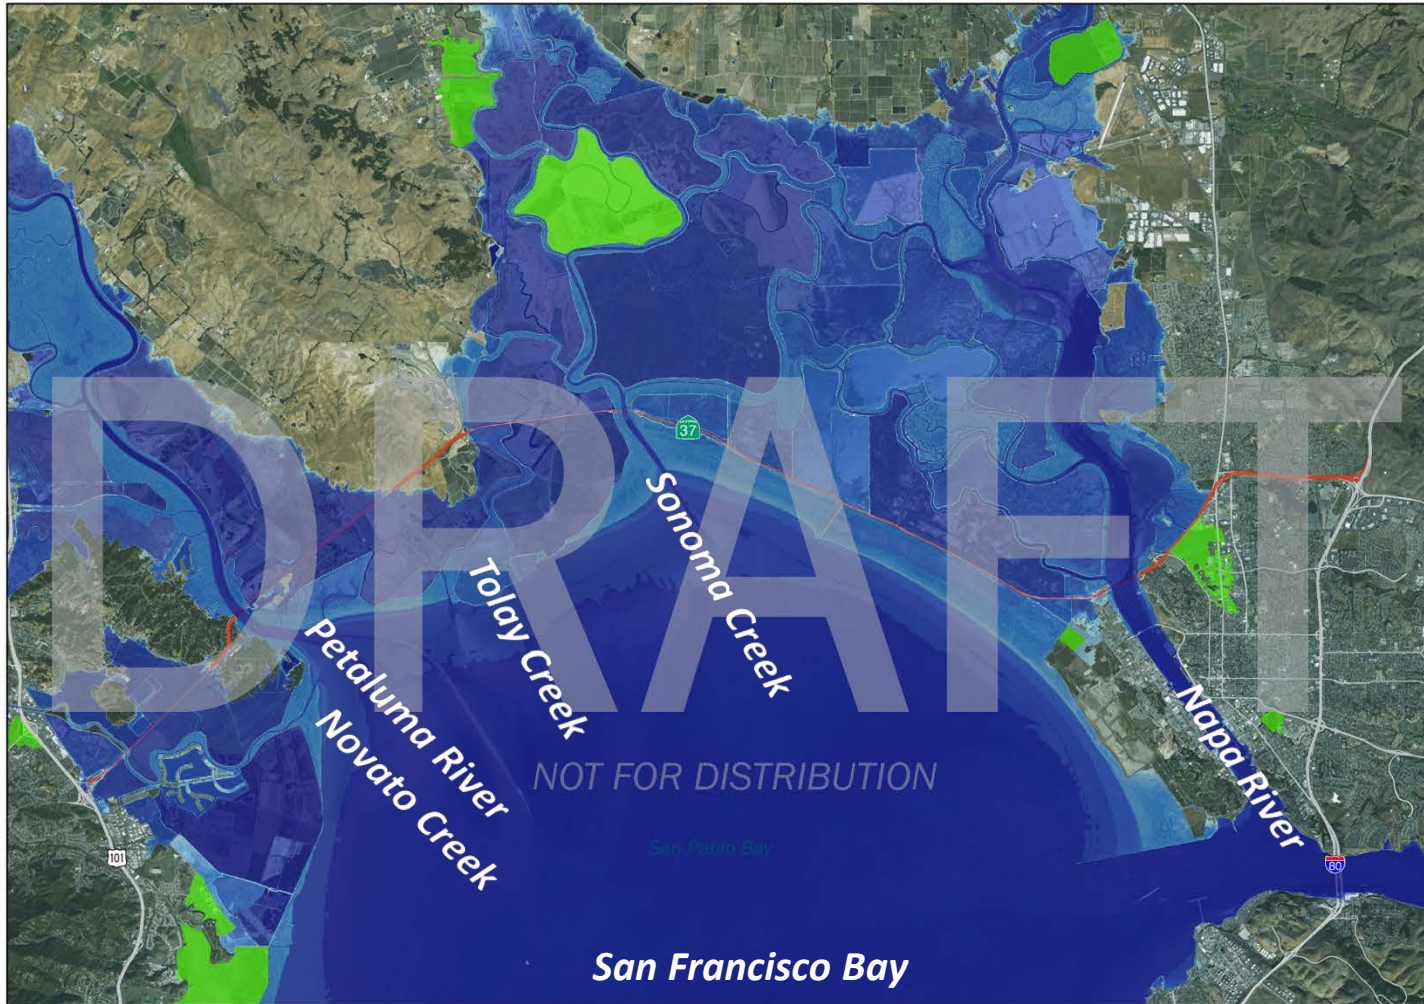 37
DRAFT
Sonoma Creek
Tolay Creek
Petaluma River
Novato Creek
Napa River
NOT FOR DISTRIBUTION
San Pablo Bay
101
80
San Francisco Bay